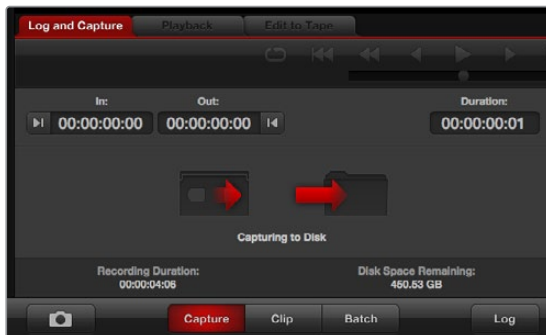 Log and Capture Playback Edit to Tape
In: Out: Duration:
00:00:00:00 00:00:00:00 00:00:00:01
Capturing to Disk
Recording Duration: Disk Space Remaining:
00:00:04:06 450.53 GB
Capture Clip Batch Log